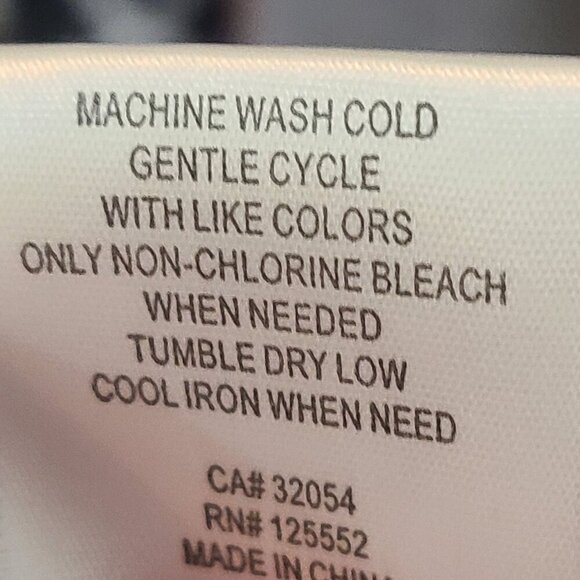 MACHINE WASH COLD
GENTLE CYCLE
WITH LIKE COLORS
ONLY NON-CHLORINE BLEACH
WHEN NEEDED
TUMBLE DRY LOW
COOL IRON WHEN NEED
CA# 32054
RN# 125552
MADE IN CHINA